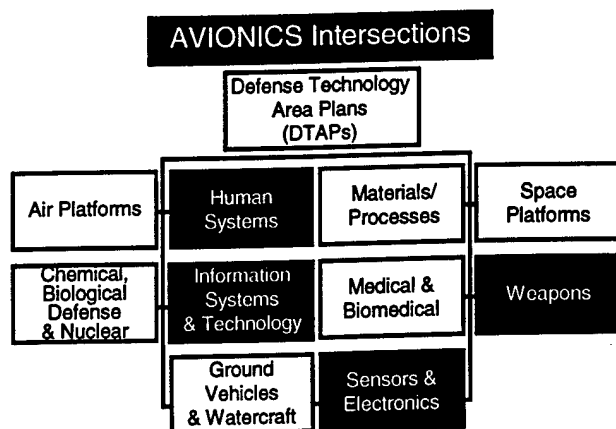 AVIONICS Intersections
Defense Technology
Area Plans
(DTAPs)
Air Platforms
Human
Systems
Materials/
Processes
Space
Platforms
Chemical,
Biological
Defense
& Nuclear
Information
Systems
& Technology
Medical &
Biomedical
Weapons
Ground
Vehicles
& Watercraft
Sensors &
Electronics